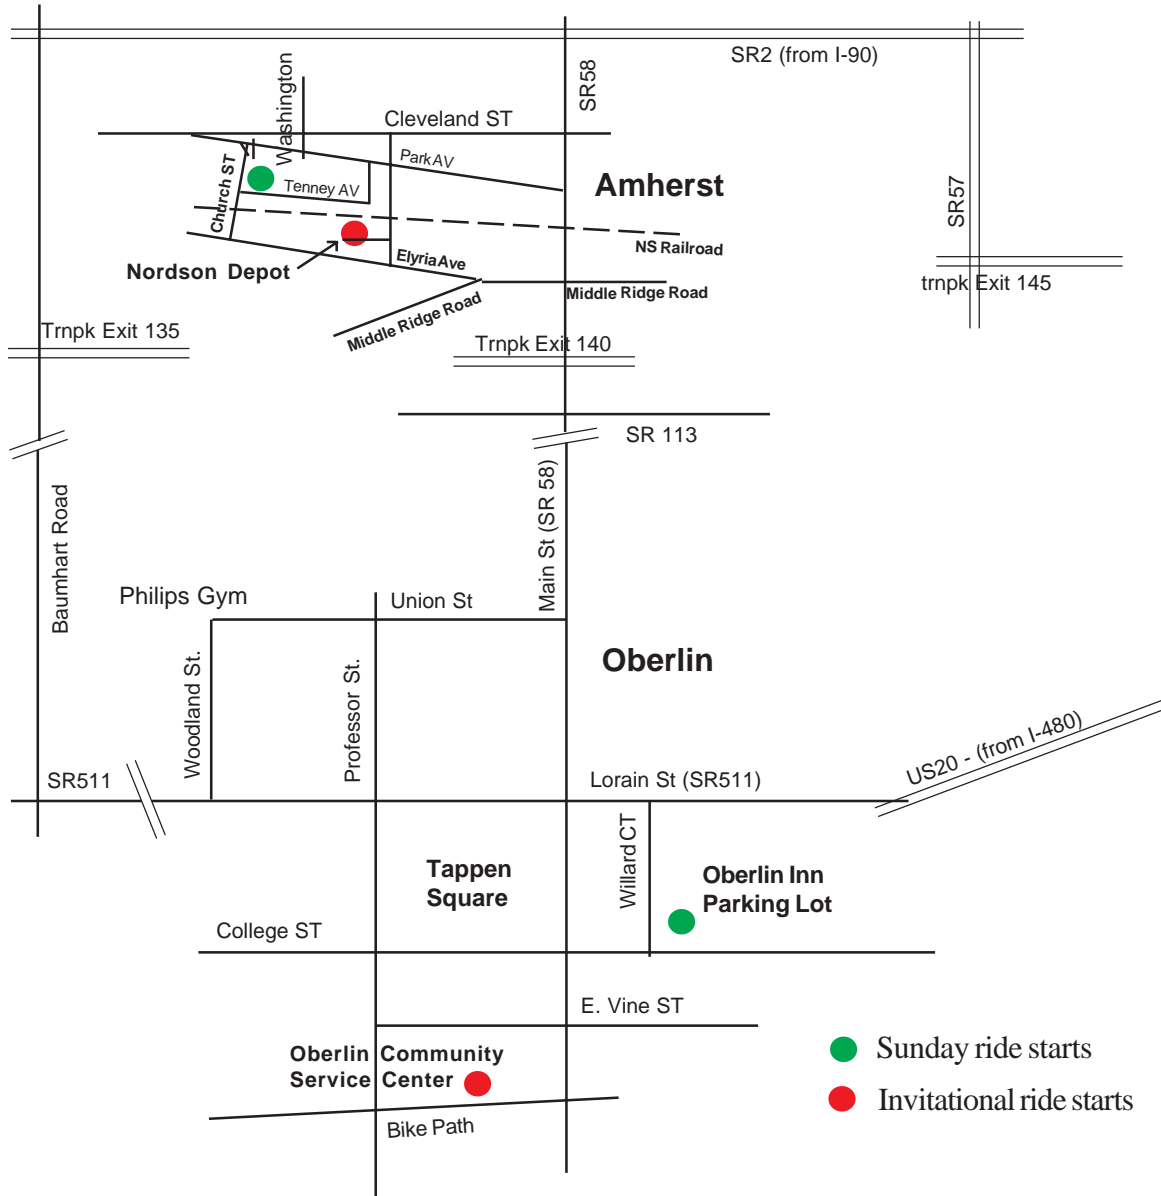 SR2 (from I-90)
SR58
Washington
Cleveland ST
Park AV
Church ST
Tenney AV
Amherst
SR57
NS Railroad
Elyria Ave
Nordson Depot
trnpk Exit 145
Middle Ridge Road
Middle Ridge Road
Trnpk Exit 135
Trnpk Exit 140
SR 113
Baumhart Road
Main St (SR 58)
Philips Gym
Union St
Oberlin
Woodland St.
Professor St.
US20 - (from I-480)
SR511
Lorain St (SR511)
Willard CT
Tappen
Square
Oberlin Inn
Parking Lot
College ST
E. Vine ST
Oberlin Community
Service Center
Bike Path
Sunday ride starts
Invitational ride starts